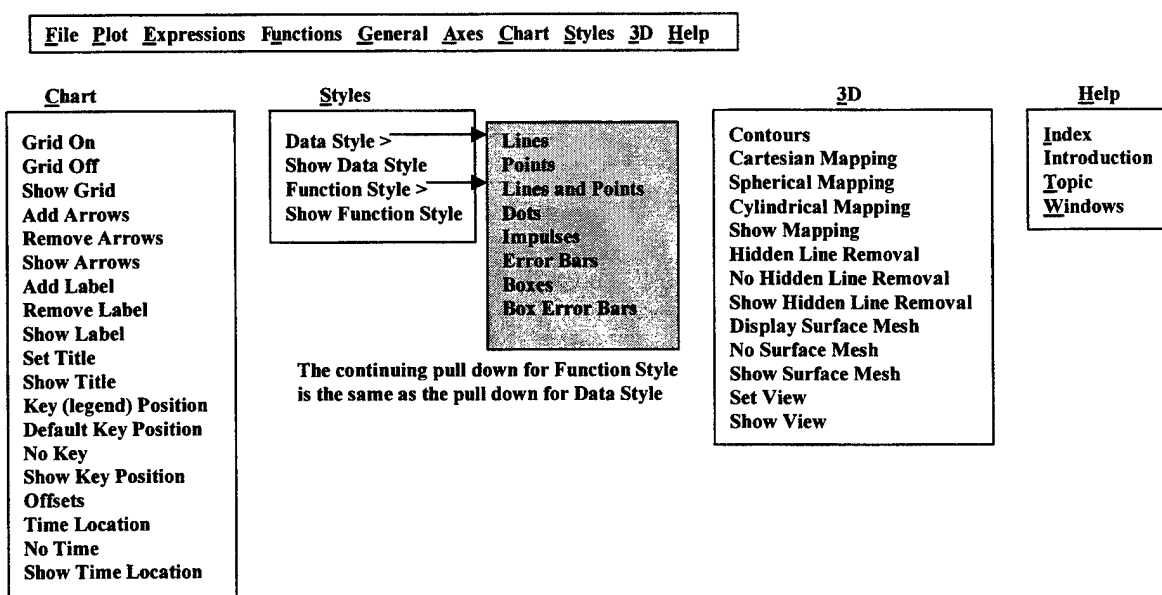 File Plot Expressions Functions General Axes Chart Styles 3D Help
Chart
Grid On
Grid Off
Show Grid
Add Arrows
Remove Arrows
Show Arrows
Add Label
Remove Label
Show Label
Set Title
Show Title
Key (legend) Position
Default Key Position
No Key
Show Key Position
Offsets
Time Location
No Time
Show Time Location
Styles
Data Style >
Show Data Style
Function Style >
Show Function Style
Lines
Points
Lines and Points
Dots
Impulses
Error Bars
Boxes
Box Error Bars
The continuing pull down for Function Style
is the same as the pull down for Data Style
3D
Contours
Cartesian Mapping
Spherical Mapping
Cylindrical Mapping
Show Mapping
Hidden Line Removal
No Hidden Line Removal
Show Hidden Line Removal
Display Surface Mesh
No Surface Mesh
Show Surface Mesh
Set View
Show View
Help
Index
Introduction
Topic
Windows